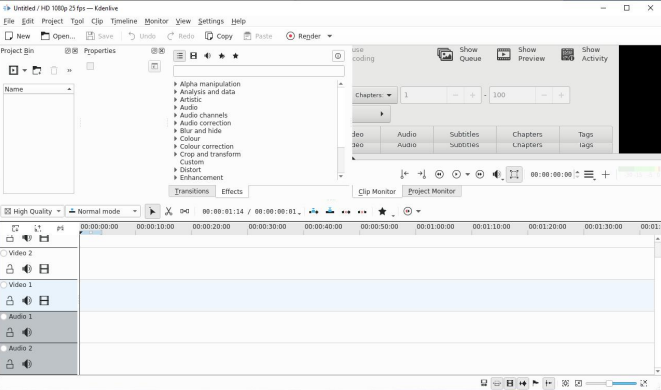 Untitled / HD 1080p 25 fps — Kdenlive
File Edit Project Tool Clip Timeline Monitor View Settings Help
New Open... Save Undo Redo Copy Paste Render
Project Bin Properties
Name
Alpha manipulation
Analysis and data
Artistic
Audio
Audio channels
Audio correction
Blur and hide
Colour
Colour correction
Crop and transform
Custom
Distort
Enhancement
Transitions Effects
use
coding
Show Queue
Show Preview
Show Activity
Chapters: 1 - 100
deo Audio Subtitles Chapters Tags
deo Audio Subtitles Chapters Tags
00:00:00:00
Clip Monitor Project Monitor
High Quality Normal mode 00:00:01:14 / 00:00:00:01
00:00:00:00 00:00:10:00 00:00:20:00 00:00:30:00 00:00:40:00 00:00:50:00 00:01:00:00 00:01:10:00 00:01:20:00 00:01:30:00 00:01:
Video 2
Video 1
Audio 1
Audio 2